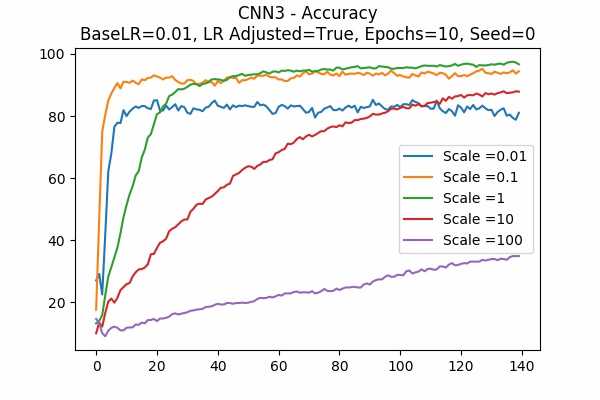 CNN3 - Accuracy
BaseLR=0.01, LR Adjusted=True, Epochs=10, Seed=0
100
80
60
40
20
Scale =0.01
Scale =0.1
Scale =1
Scale =10
Scale =100
0 20 40 60 80 100 120 140